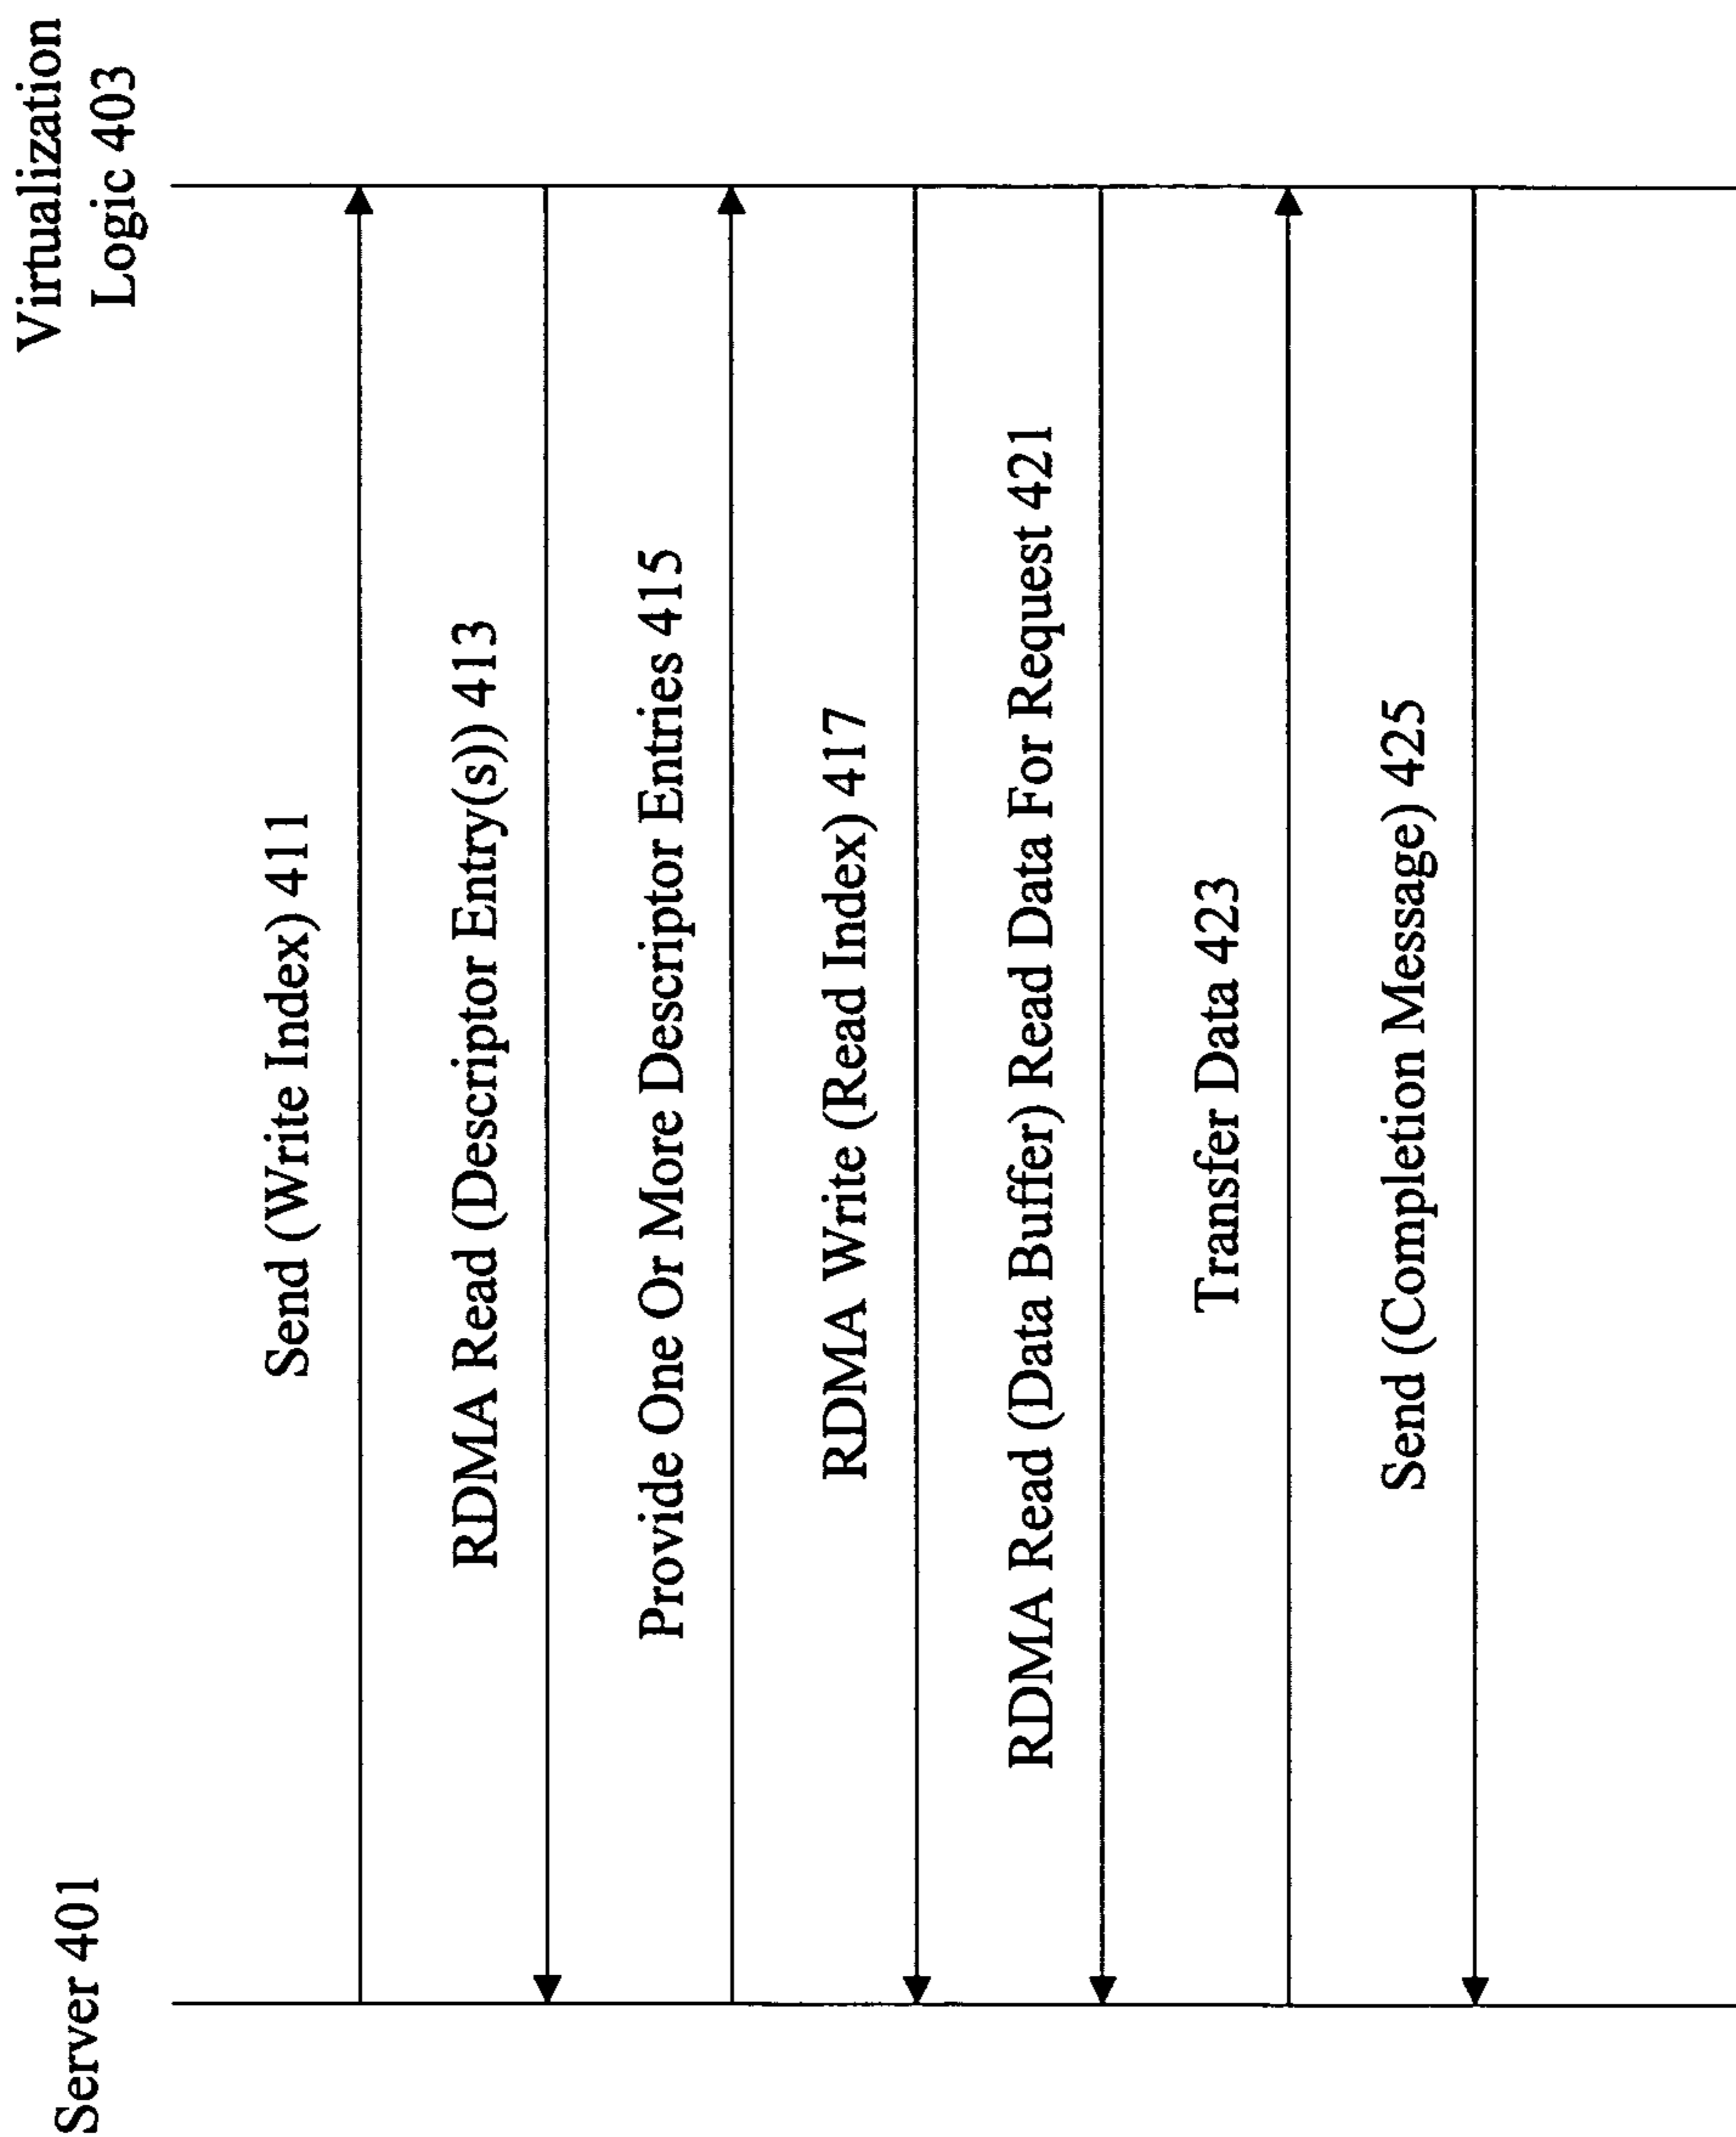 Server 401
Virtualization
Logic 403
Send (Write Index) 411
RDMA Read (Descriptor Entry(s)) 413
Provide One Or More Descriptor Entries 415
RDMA Write (Read Index) 417
RDMA Read (Data Buffer) Read Data For Request 421
Transfer Data 423
Send (Completion Message) 425